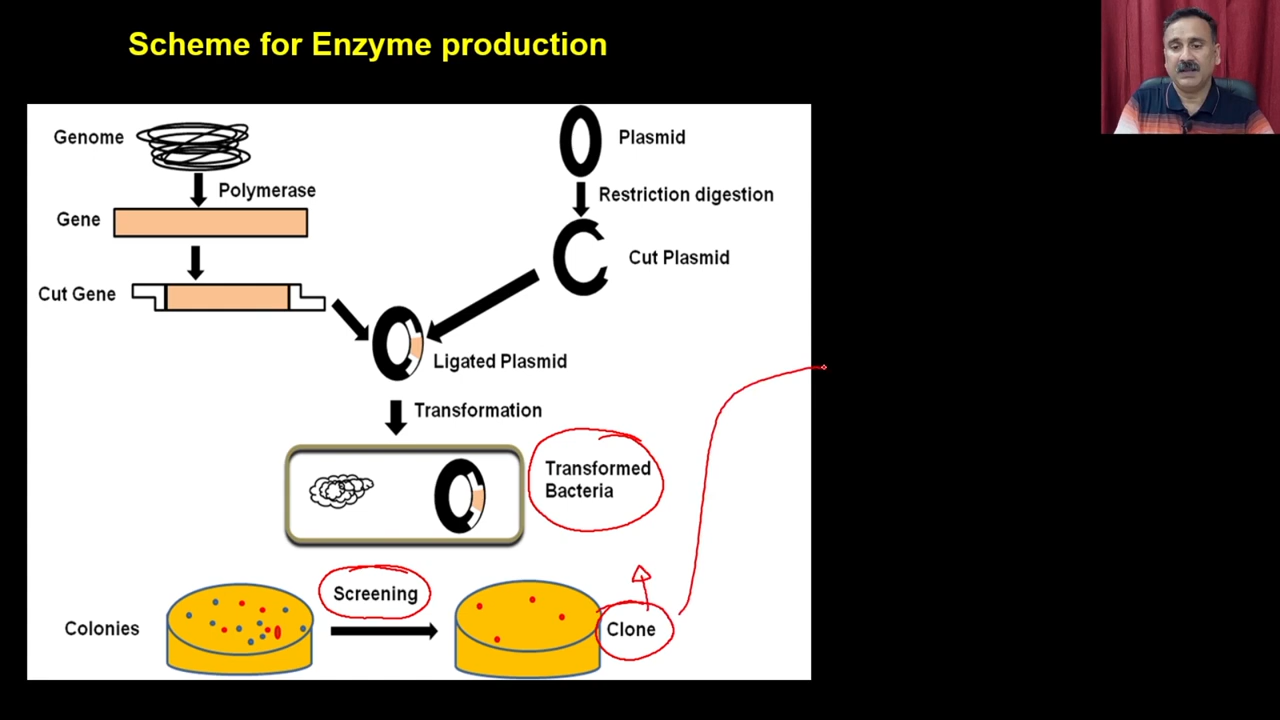 Scheme for Enzyme production
Genome
Plasmid
Polymerase
Restriction digestion
Gene
Cut Plasmid
Cut Gene
Ligated Plasmid
Transformation
Transformed
Bacteria
Screening
Colonies
Clone